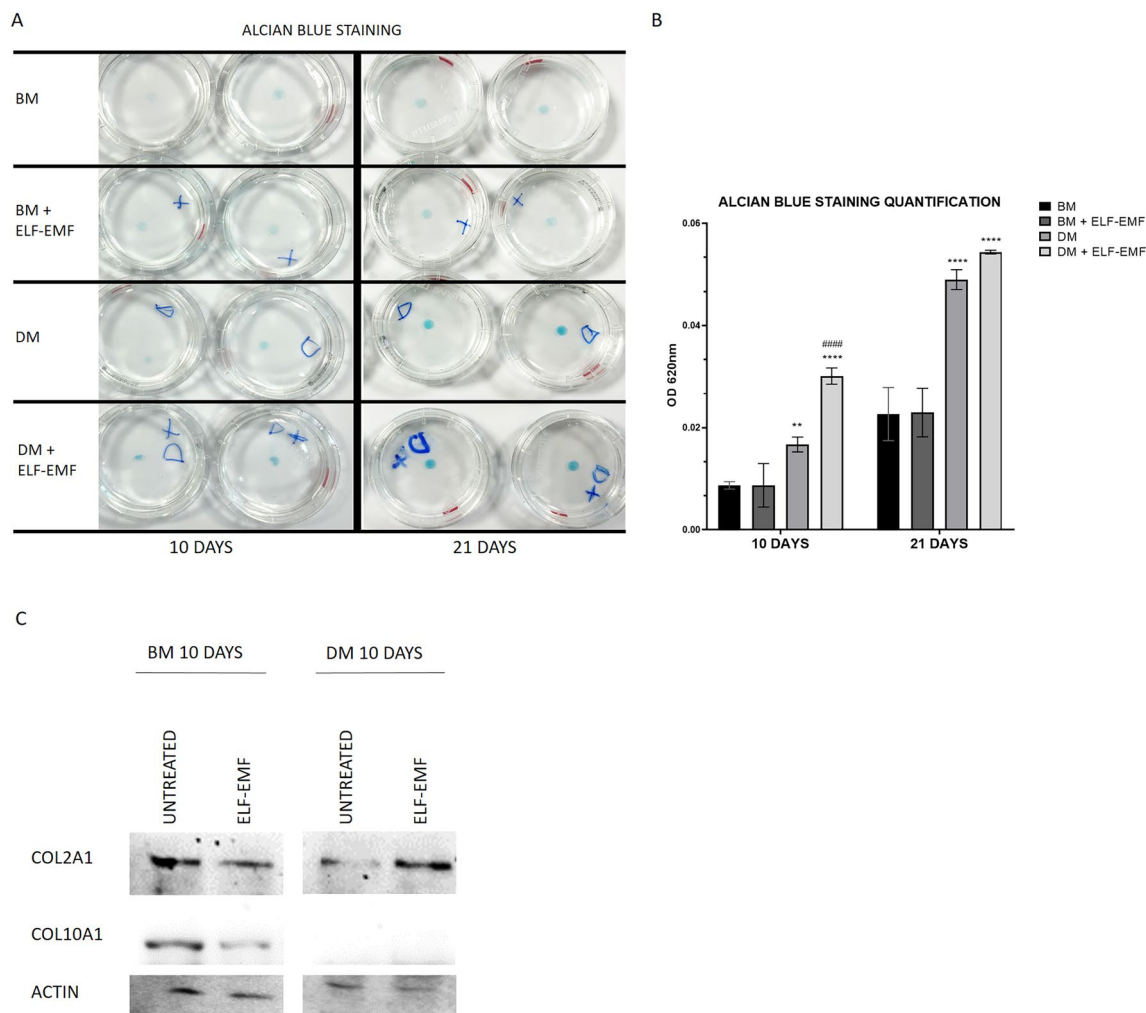 A
ALCIAN BLUE STAINING
BM
BM +
ELF-EMF
DM
DM +
ELF-EMF
+
+
+
+
D
D
D
D
D+
D+
D
+
D
+
10 DAYS
21 DAYS
B
ALCIAN BLUE STAINING QUANTIFICATION
BM
BM + ELF-EMF
DM
DM + ELF-EMF
OD 620nm
0.06
0.04
0.02
0.00
**
####
****
****
****
10 DAYS
21 DAYS
C
BM 10 DAYS
DM 10 DAYS
UNTREATED
ELF-EMF
UNTREATED
ELF-EMF
COL2A1
COL10A1
ACTIN